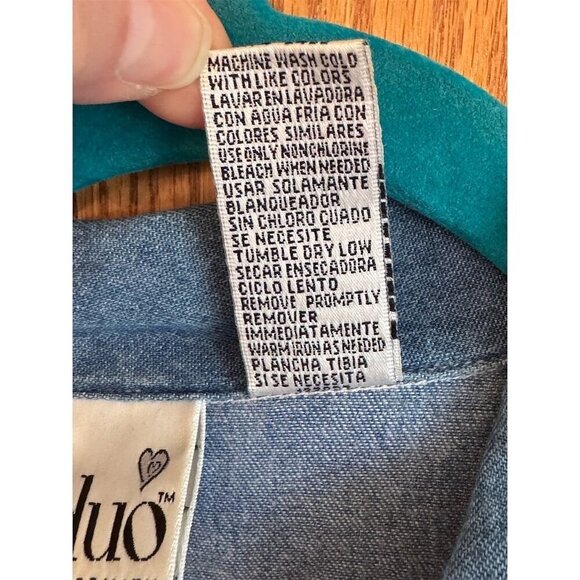 MACHINE WASH COLD
WITH LIKE COLORS
LAVAR EN LAVADORA
CON AGUA FRIA CON
COLORES SIMILARES
USE ONLY NONCHLORINE
BLEACH WHEN NEEDED
USAR SOLAMANTE
BLANQUEADOR
SIN CHLORO CUADO
SE NECESITE
TUMBLE DRY LOW
SECAR EN SECADORA
CICLO LENTO
REMOVE PROMPTLY
REMOVER
IMMEDIATAMENTE
WARM IRON AS NEEDED
PLANCHA TIBIA
SI SE NECESITA
duo™